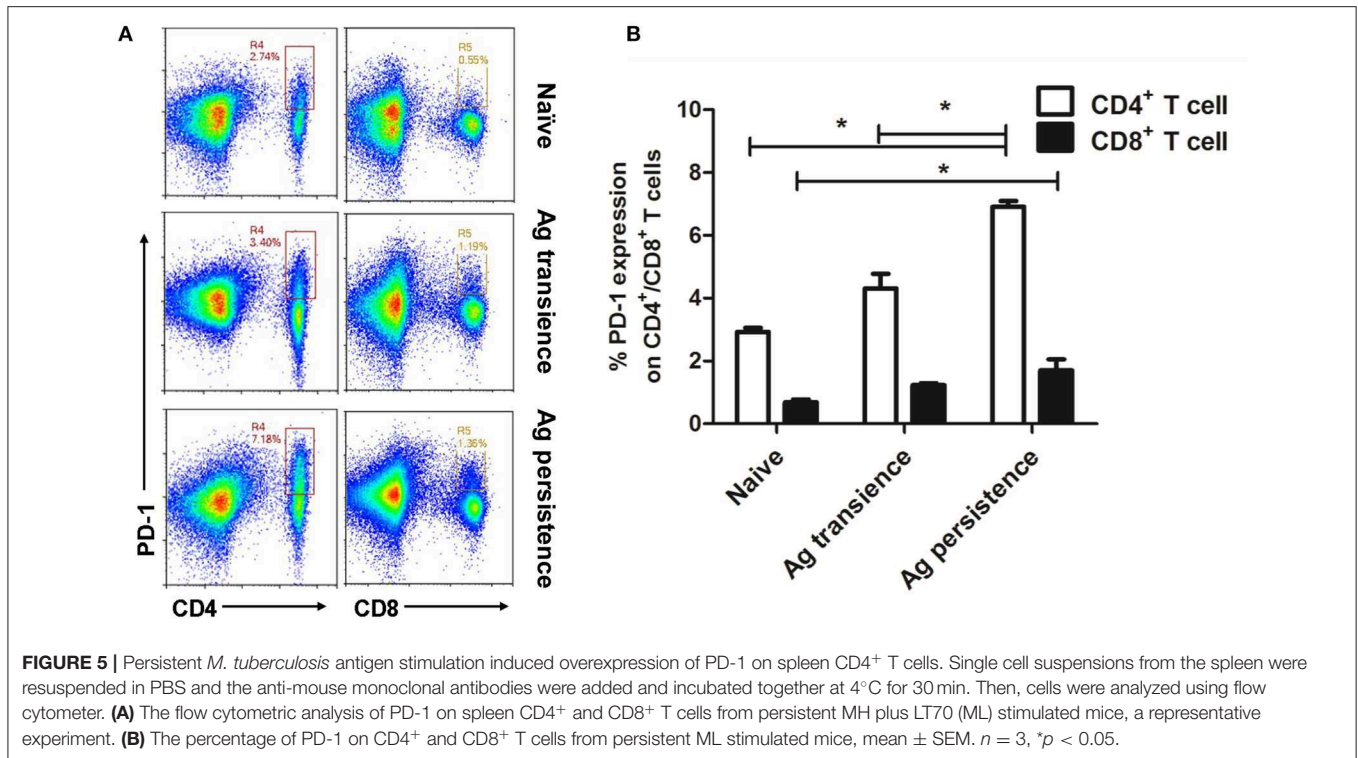 A
R4
2.74%
R5
0.55%
Naïve
R4
3.40%
R5
1.19%
Ag transience
R4
7.18%
R5
1.36%
Ag persistence
PD-1
CD4
CD8
B
CD4+ T cell
CD8+ T cell
% PD-1 expression
on CD4+/CD8+ T cells
10
8
6
4
2
0
*
*
*
Naive
Ag transience
Ag persistence
FIGURE 5 | Persistent M. tuberculosis antigen stimulation induced overexpression of PD-1 on spleen CD4+ T cells. Single cell suspensions from the spleen were
resuspended in PBS and the anti-mouse monoclonal antibodies were added and incubated together at 4°C for 30 min. Then, cells were analyzed using flow
cytometer. (A) The flow cytometric analysis of PD-1 on spleen CD4+ and CD8+ T cells from persistent MH plus LT70 (ML) stimulated mice, a representative
experiment. (B) The percentage of PD-1 on CD4+ and CD8+ T cells from persistent ML stimulated mice, mean ± SEM. n = 3, *p < 0.05.